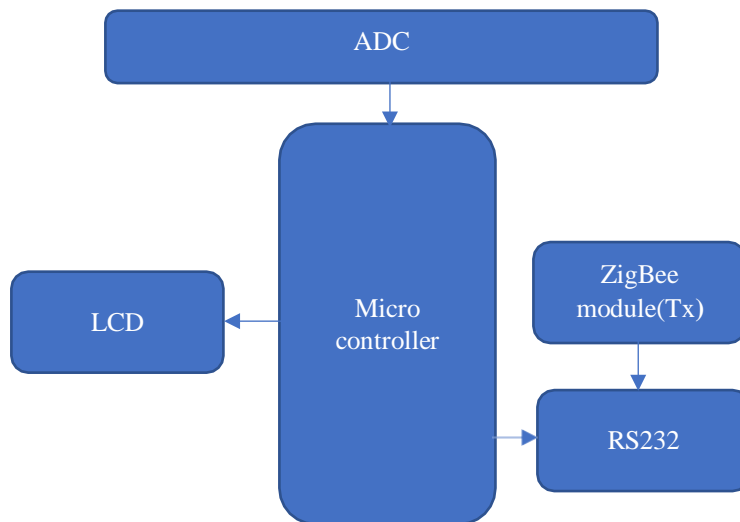 ADC
LCD
Micro
controller
ZigBee
module(Tx)
RS232